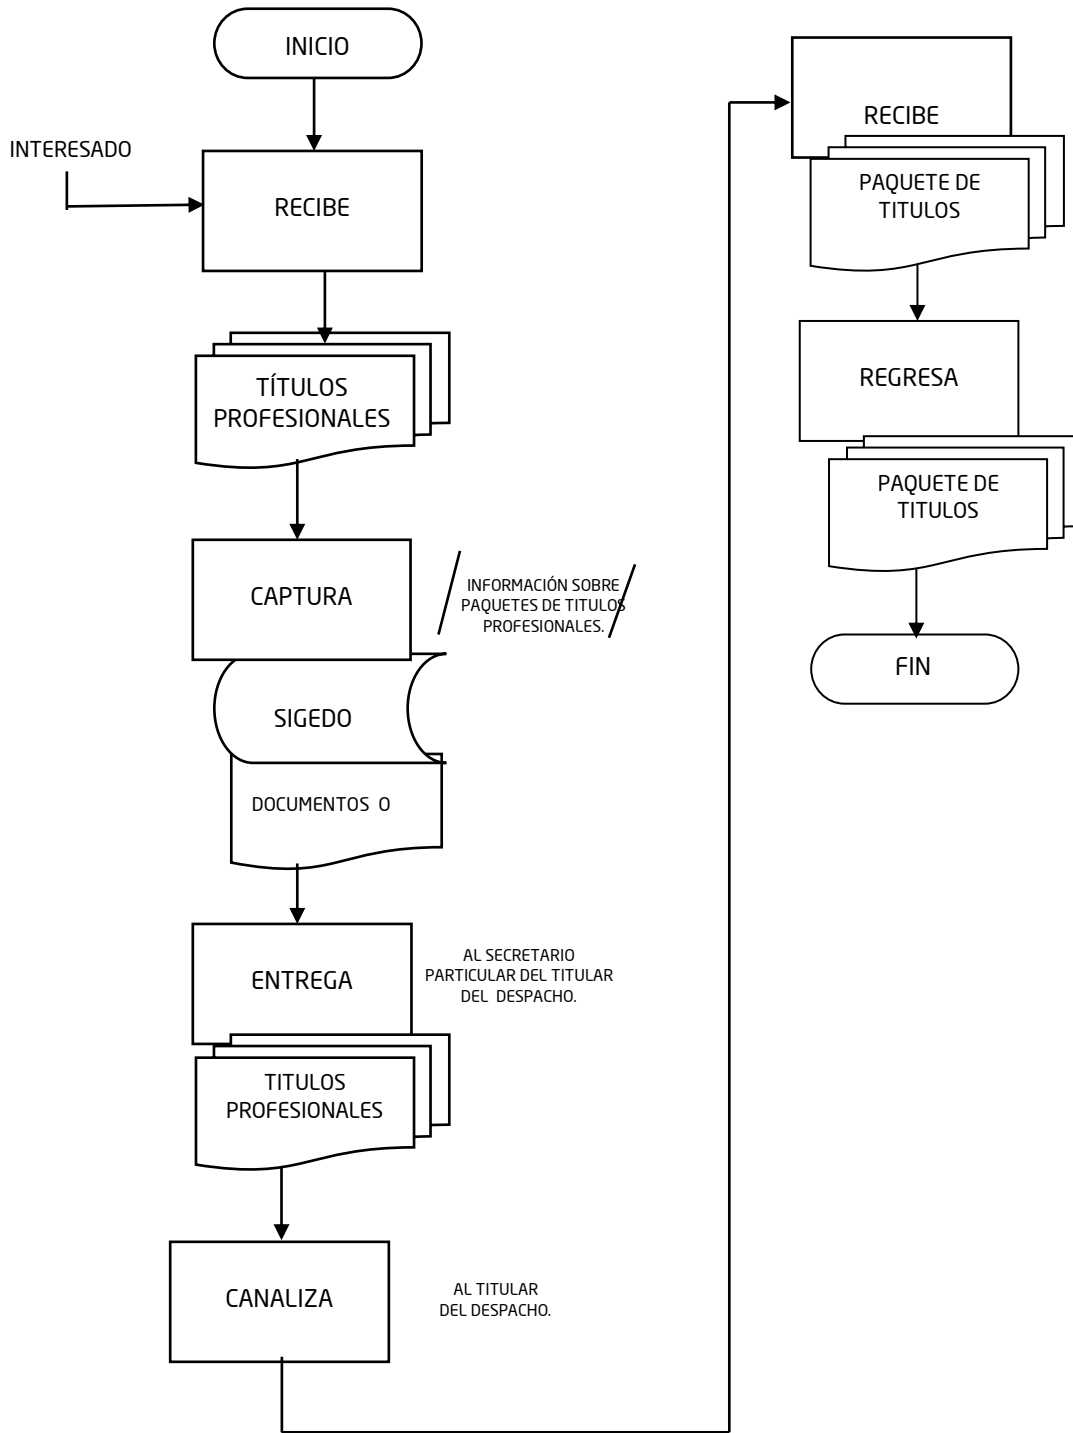 INICIO
INTERESADO
RECIBE
TÍTULOS
PROFESIONALES
CAPTURA
INFORMACIÓN SOBRE
PAQUETES DE TITULOS
PROFESIONALES.
SIGEDO
DOCUMENTOS O
ENTREGA
AL SECRETARIO
PARTICULAR DEL TITULAR
DEL DESPACHO.
TITULOS
PROFESIONALES
CANALIZA
AL TITULAR
DEL DESPACHO.
RECIBE
PAQUETE DE
TITULOS
REGRESA
PAQUETE DE
TITULOS
FIN